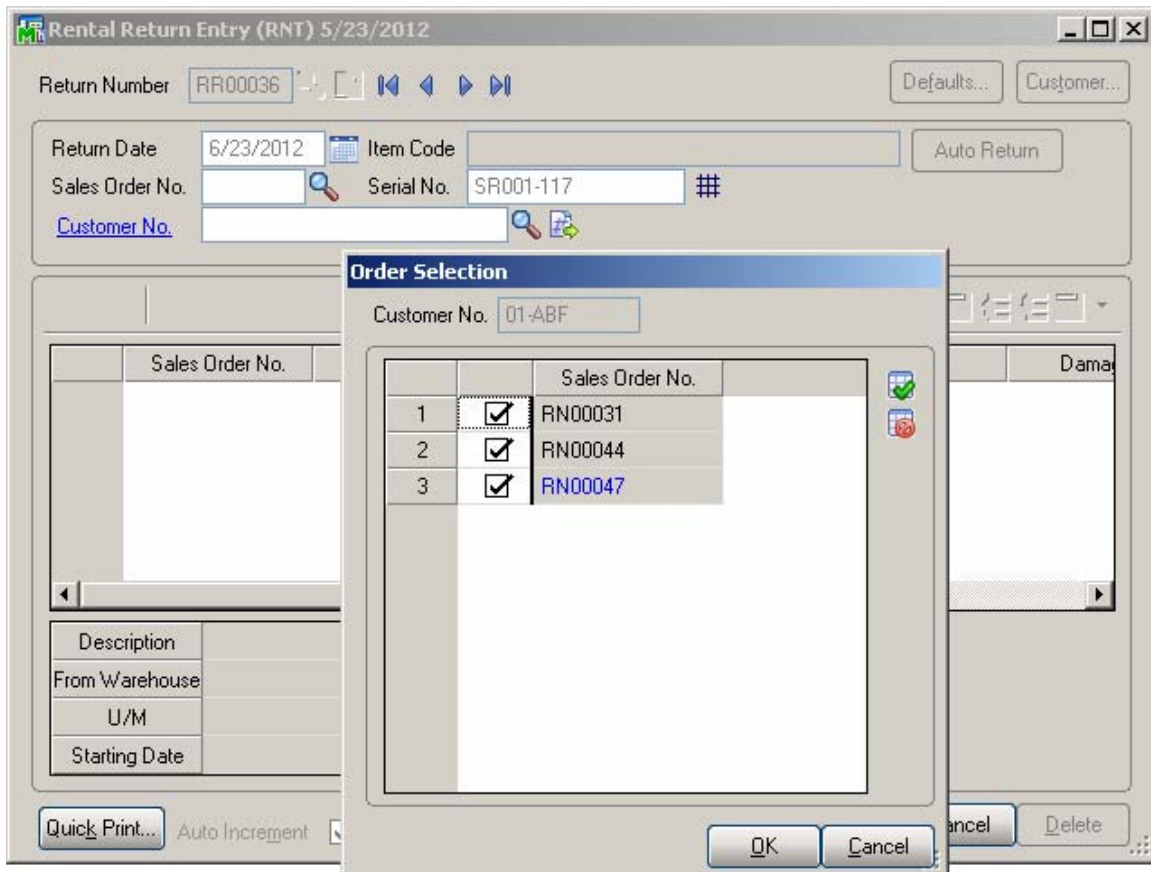 Rental Return Entry (RNT) 5/23/2012
Return Number RR00036 Defaults... Customer...
Return Date 6/23/2012 Item Code Auto Return
Sales Order No. Serial No. SR001-117
Customer No.
Order Selection
Customer No. 01-ABF
Sales Order No. Damag
Sales Order No.
1 RN00031
2 RN00044
3 RN00047
Description
From Warehouse
U/M
Starting Date
Quick Print... Auto Increment ancel Delete
OK Cancel